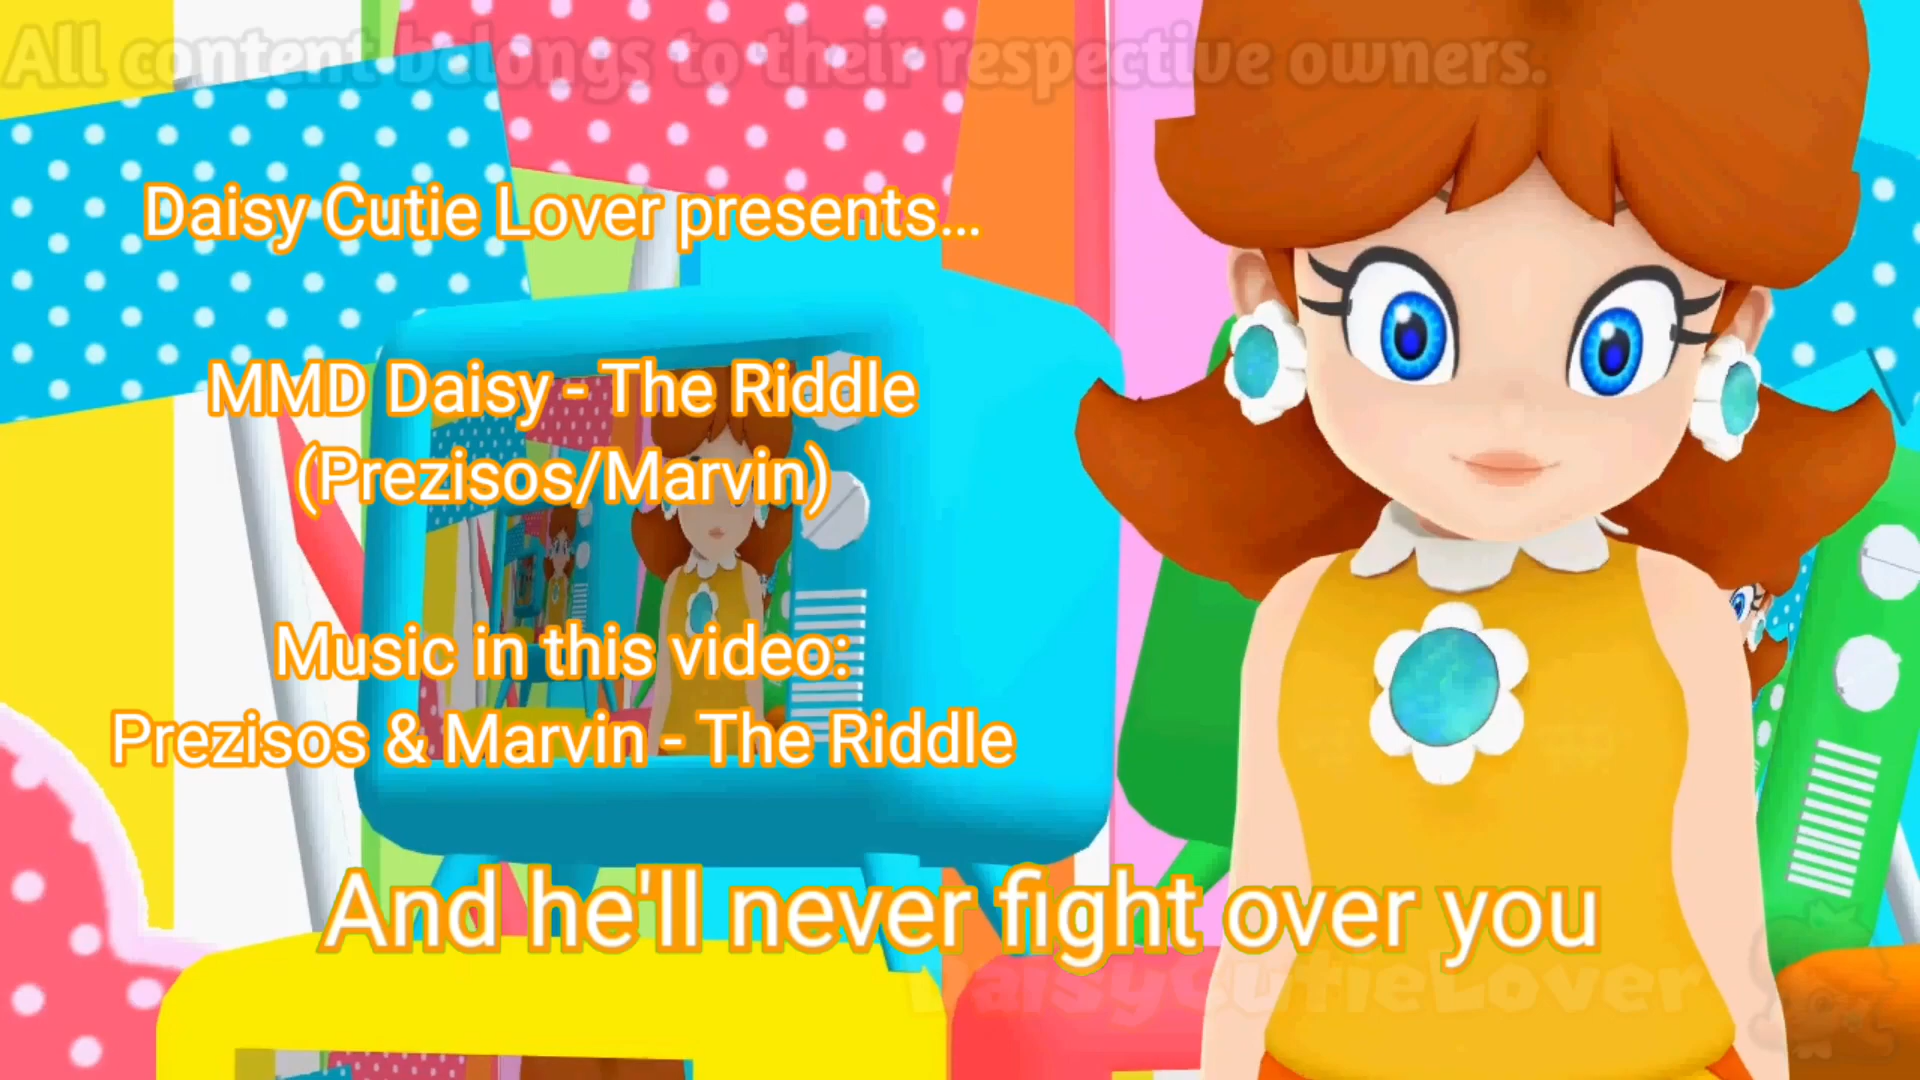 All content belongs to their respective owners.
Daisy Cutie Lover presents...
MMD Daisy - The Riddle
(Prezisos/Marvin)
Music in this video:
Prezisos & Marvin - The Riddle
And he'll never fight over you
DaisyCutieLover